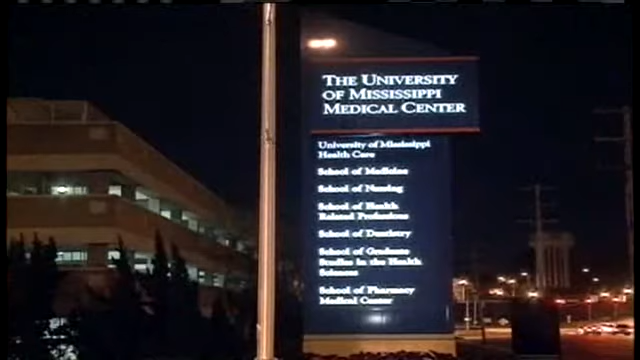 THE UNIVERSITY
OF MISSISSIPPI
MEDICAL CENTER
University of Mississippi
Health Care
School of Medicine
School of Nursing
School of Health
Related Professions
School of Dentistry
School of Graduate
Studies in the Health
Sciences
School of Pharmacy
Medical Center